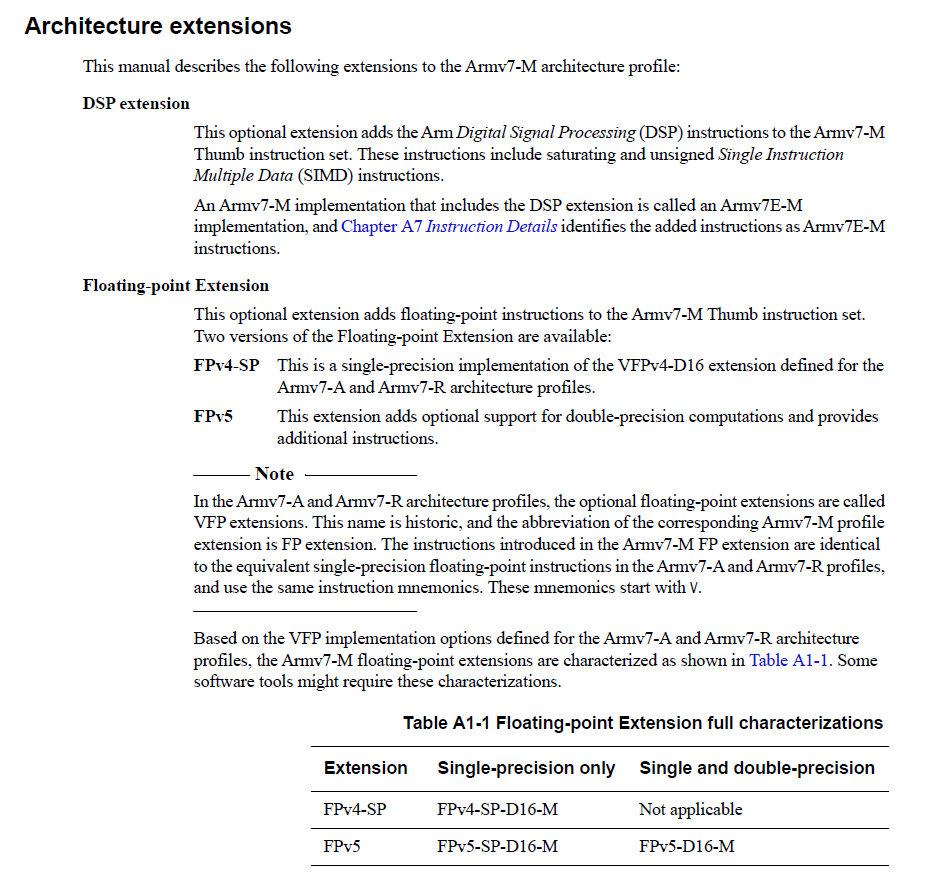 Architecture extensions
This manual describes the following extensions to the Armv7-M architecture profile:
DSP extension
This optional extension adds the Arm Digital Signal Processing (DSP) instructions to the Armv7-M
Thumb instruction set. These instructions include saturating and unsigned Single Instruction
Multiple Data (SIMD) instructions.
An Armv7-M implementation that includes the DSP extension is called an Armv7E-M
implementation, and Chapter A7 Instruction Details identifies the added instructions as Armv7E-M
instructions.
Floating-point Extension
This optional extension adds floating-point instructions to the Armv7-M Thumb instruction set.
Two versions of the Floating-point Extension are available:
FPv4-SP This is a single-precision implementation of the VFPv4-D16 extension defined for the
Armv7-A and Armv7-R architecture profiles.
FPv5 This extension adds optional support for double-precision computations and provides
additional instructions.
Note
In the Armv7-A and Armv7-R architecture profiles, the optional floating-point extensions are called
VFP extensions. This name is historic, and the abbreviation of the corresponding Armv7-M profile
extension is FP extension. The instructions introduced in the Armv7-M FP extension are identical
to the equivalent single-precision floating-point instructions in the Armv7-A and Armv7-R profiles,
and use the same instruction mnemonics. These mnemonics start with V.
Based on the VFP implementation options defined for the Armv7-A and Armv7-R architecture
profiles, the Armv7-M floating-point extensions are characterized as shown in Table A1-1. Some
software tools might require these characterizations.
Table A1-1 Floating-point Extension full characterizations
Extension Single-precision only Single and double-precision
FPv4-SP FPv4-SP-D16-M Not applicable
FPv5 FPv5-SP-D16-M FPv5-D16-M